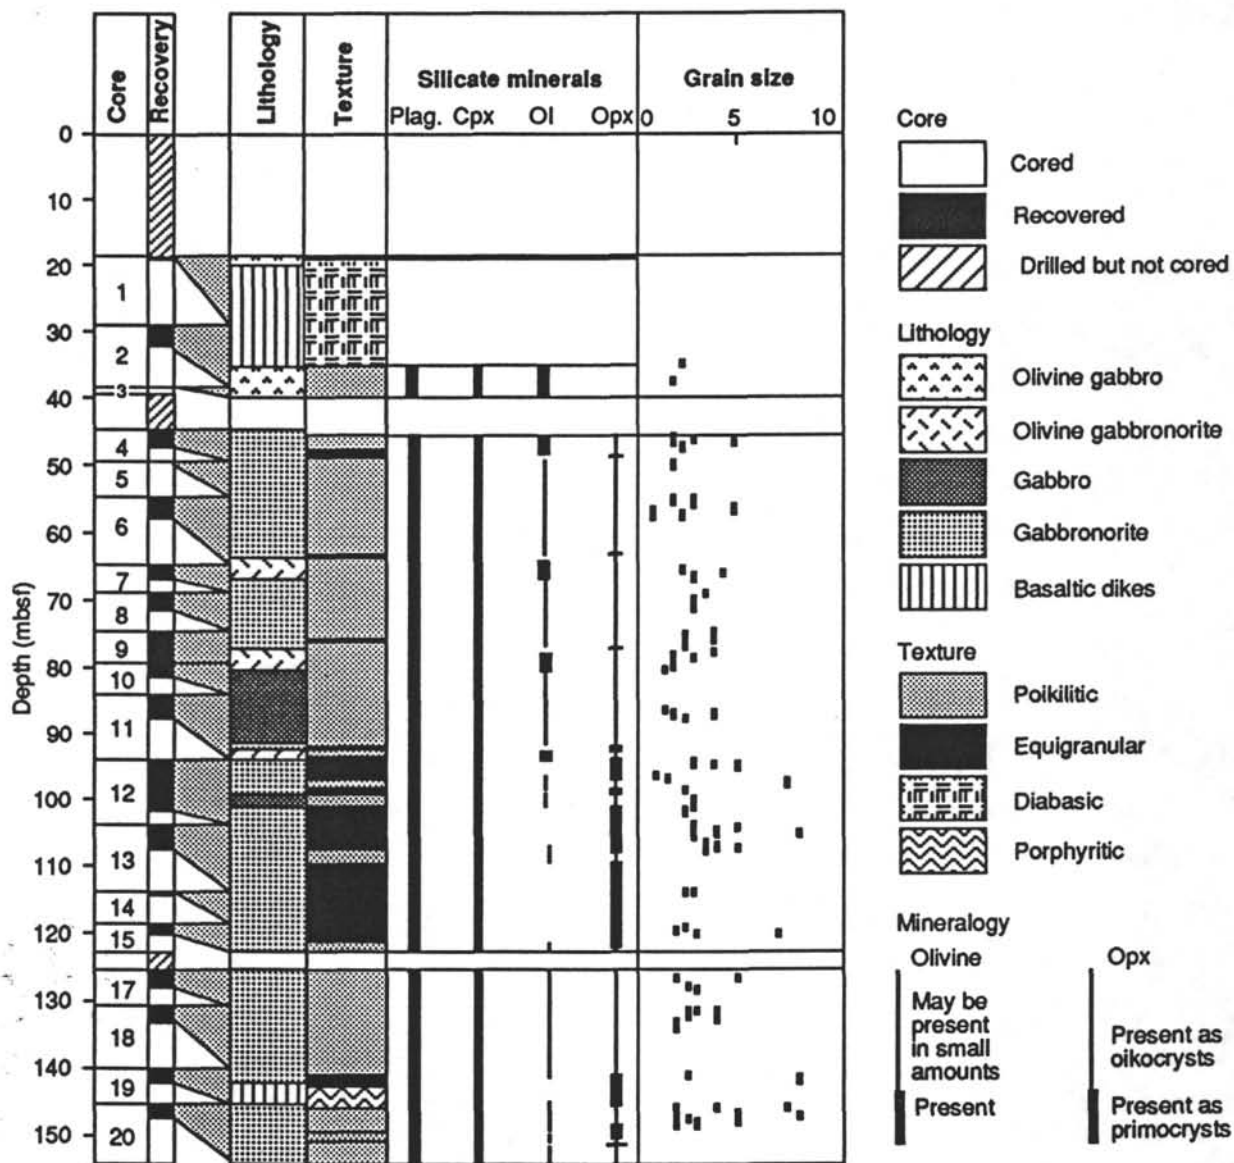 Core
Recovery
Lithology
Texture
Silicate minerals
Plag. Cpx Ol Opx
Grain size
0 5 10
Depth (mbsf)
0
10
20
30
40
50
60
70
80
90
100
110
120
130
140
150
1
2
3
4
5
6
7
8
9
10
11
12
13
14
15
17
18
19
20
Core
Cored
Recovered
Drilled but not cored
Lithology
Olivine gabbro
Olivine gabbronorite
Gabbro
Gabbronorite
Basaltic dikes
Texture
Poikilitic
Equigranular
Diabasic
Porphyritic
Mineralogy
Olivine
May be
present
in small
amounts
Present
Opx
Present as
oikocrysts
Present as
primocrysts